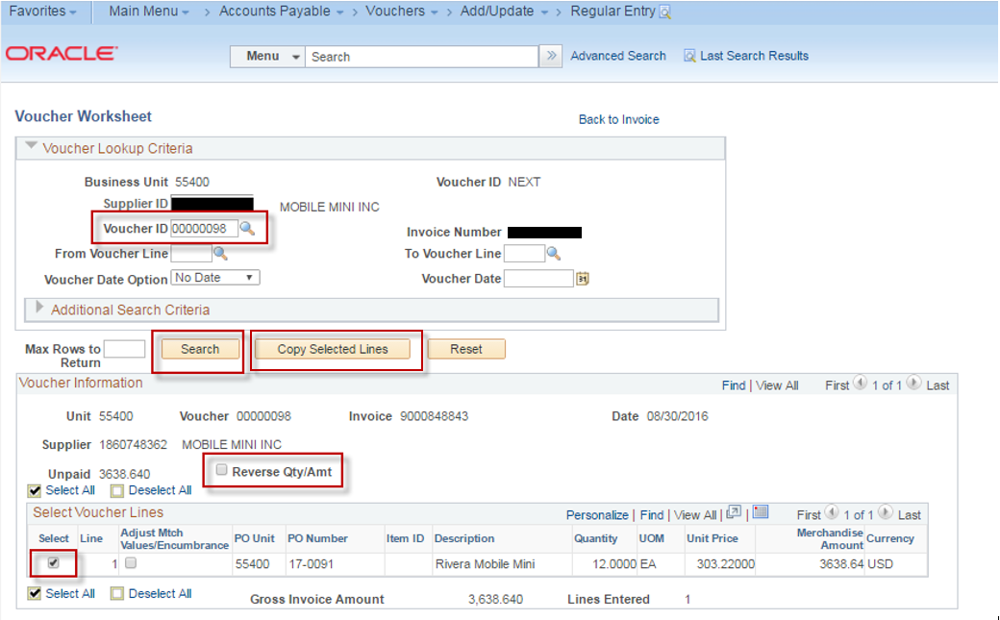 Favorites Main Menu > Accounts Payable > Vouchers > Add/Update > Regular Entry
ORACLE
Menu Search » Advanced Search Last Search Results
Voucher Worksheet
Back to Invoice
Voucher Lookup Criteria
Business Unit 55400 Voucher ID NEXT
Supplier ID MOBILE MINI INC
Voucher ID 00000098 Invoice Number
From Voucher Line To Voucher Line
Voucher Date Option No Date Voucher Date 31
Additional Search Criteria
Max Rows to Return Search Copy Selected Lines Reset
Voucher Information Find | View All First 1 of 1 Last
Unit 55400 Voucher 00000098 Invoice 9000848843 Date 08/30/2016
Supplier 1860748362 MOBILE MINI INC
Unpaid 3638.640 Reverse Qty/Amt
Select All Deselect All
Select Voucher Lines Personalize | Find | View All | | First 1 of 1 Last
Select Line Adjust Mtch Values/Encumbrance PO Unit PO Number Item ID Description Quantity UOM Unit Price Merchandise Amount Currency
1 55400 17-0091 Rivera Mobile Mini 12.0000 EA 303.22000 3638.64 USD
Select All Deselect All
Gross Invoice Amount 3,638.640 Lines Entered 1